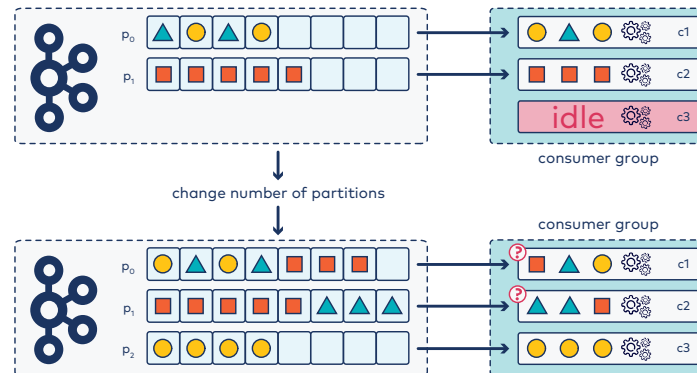 p₀
c1
p₁
c2
idle
c3
consumer group
change number of partitions
consumer group
p₀
?
c1
p₁
?
c2
p₂
c3